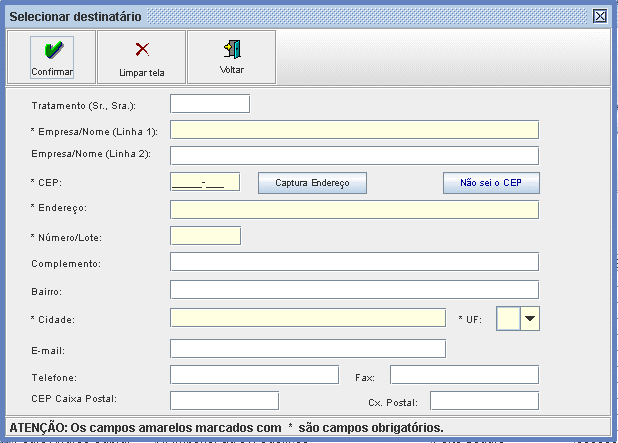 Selecionar destinatário
Confirmar Limpar tela Voltar
Tratamento (Sr., Sra.):
* Empresa/Nome (Linha 1):
Empresa/Nome (Linha 2):
* CEP: _____-___ Captura Endereço Não sei o CEP
* Endereço:
* Número/Lote:
Complemento:
Bairro:
* Cidade: * UF:
E-mail:
Telefone: Fax:
CEP Caixa Postal: Cx. Postal:
ATENÇÃO: Os campos amarelos marcados com * são campos obrigatórios.